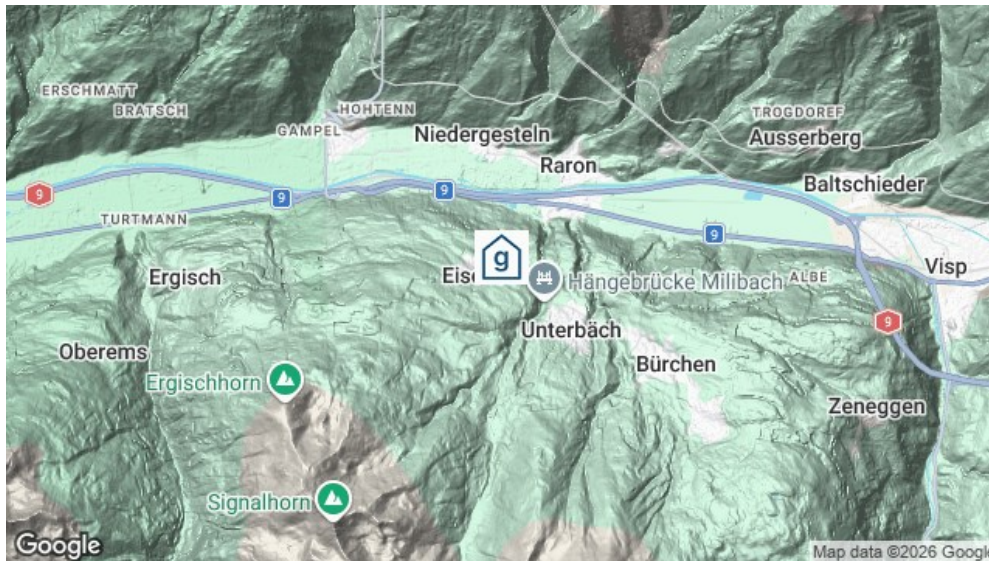 ERSCHMATT
BRATSCH
HOHTENN
GAMPEL
Niedergesteln
TROGDOREF
Ausserberg
Raron
Baltschieder
9
9
9
TURTMANN
9
g
Ergisch
Eis
Hängebrücke Milibach
ALBE
Visp
9
Unterbäch
Oberems
Bürchen
Ergischhorn
Zeneggen
Signalhorn
Google
Map data ©2026 Google